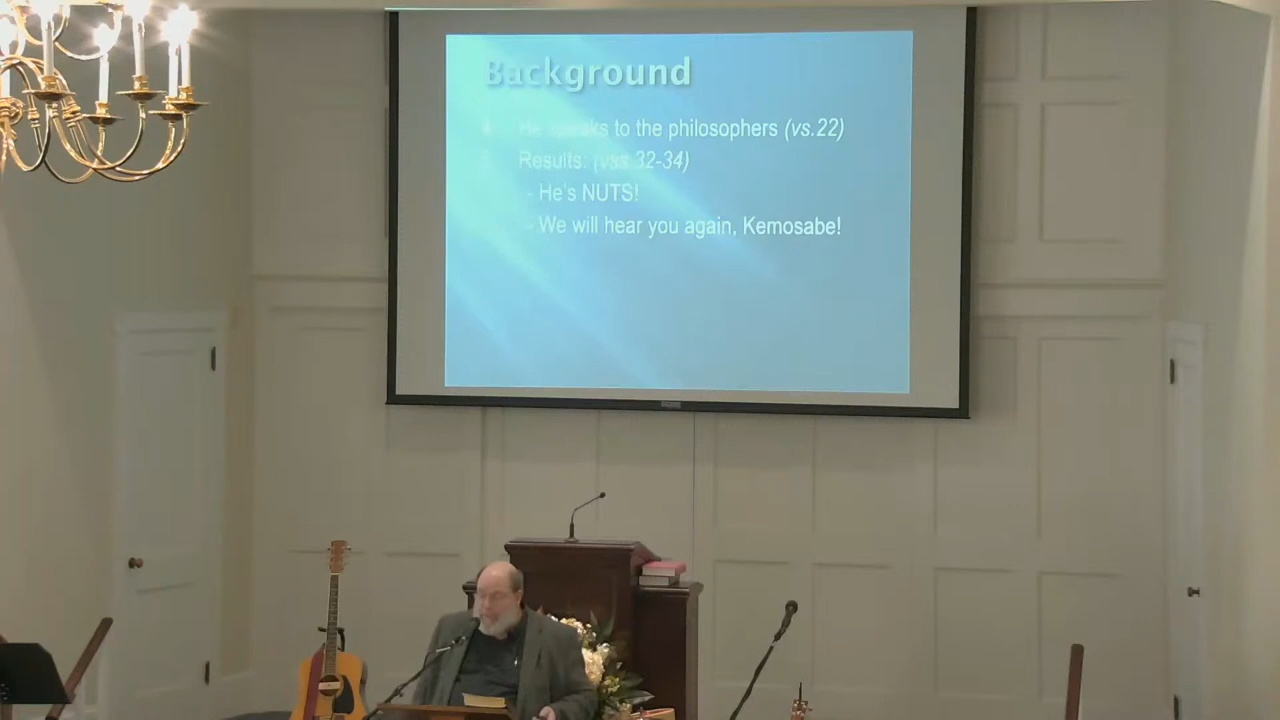 Background
He speaks to the philosophers (vs.22)
Results: (vss 32-34)
- He's NUTS!
- We will hear you again, Kemosabe!